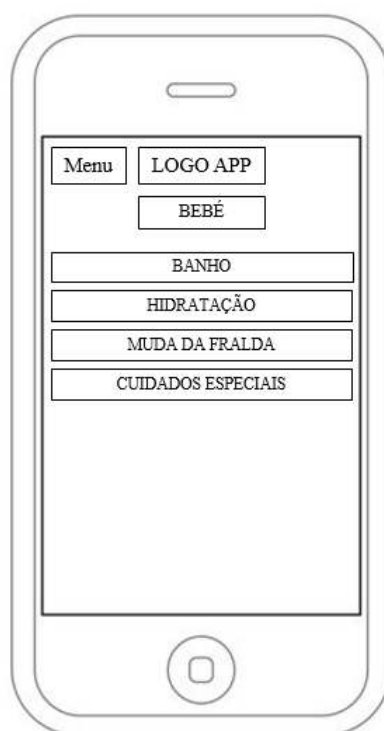 Menu LOGO APP
BEBÉ
BANHO
HIDRATAÇÃO
MUDA DA FRALDA
CUIDADOS ESPECIAIS